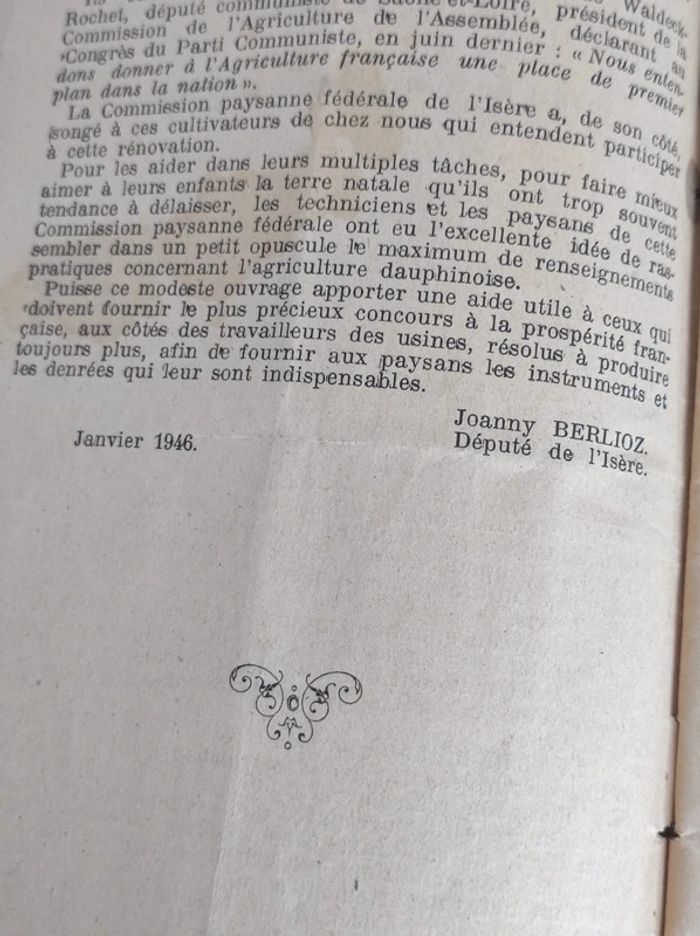 Waldeck-
Rochet, député communiste de Saône-et-Loire, président de la
Commission de l'Agriculture de l'Assemblée, déclarant au
Congrès du Parti Communiste, en juin dernier : « Nous enten-
dons donner à l'Agriculture française une place de premier
plan dans la nation ».
La Commission paysanne fédérale de l'Isère a, de son côté,
songé à ces cultivateurs de chez nous qui entendent participer
à cette rénovation.
Pour les aider dans leurs multiples tâches, pour faire mieux
aimer à leurs enfants la terre natale qu'ils ont trop souvent
tendance à délaisser, les techniciens et les paysans de cette
Commission paysanne fédérale ont eu l'excellente idée de ras-
sembler dans un petit opuscule le maximum de renseignements
pratiques concernant l'agriculture dauphinoise.
Puisse ce modeste ouvrage apporter une aide utile à ceux qui
doivent fournir le plus précieux concours à la prospérité fran-
çaise, aux côtés des travailleurs des usines, résolus à produire
toujours plus, afin de fournir aux paysans les instruments et
les denrées qui leur sont indispensables.
Joanny BERLIOZ.
Janvier 1946.
Député de l'Isère.